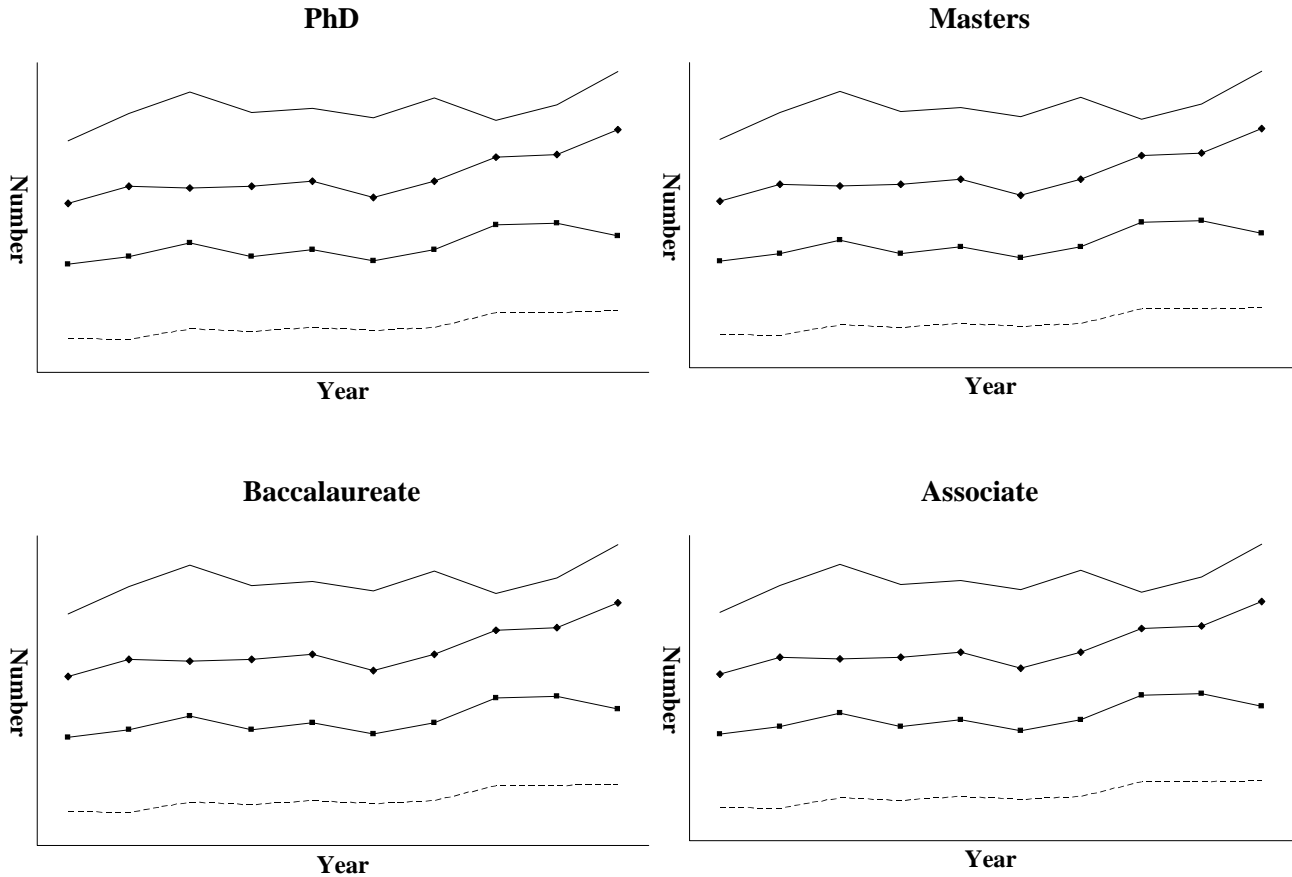 PhD
Number
Year
Masters
Number
Year
Baccalaureate
Number
Year
Associate
Number
Year